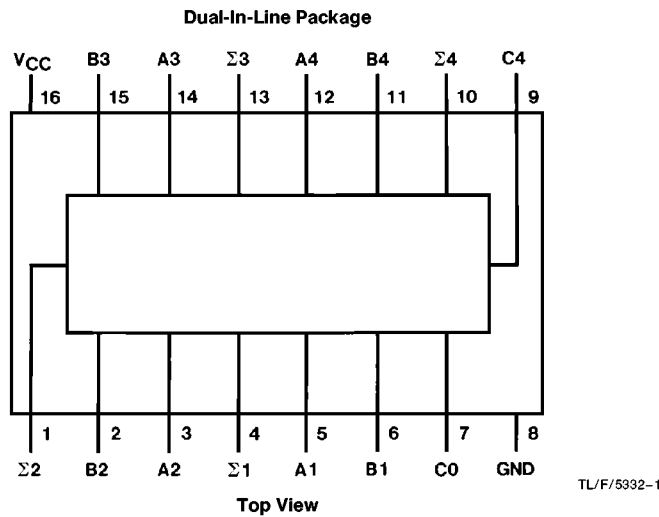 Dual-In-Line Package
VCC B3 A3 Σ3 A4 B4 Σ4 C4
16 15 14 13 12 11 10 9
1 2 3 4 5 6 7 8
Σ2 B2 A2 Σ1 A1 B1 C0 GND
TL/F/5332-1
Top View